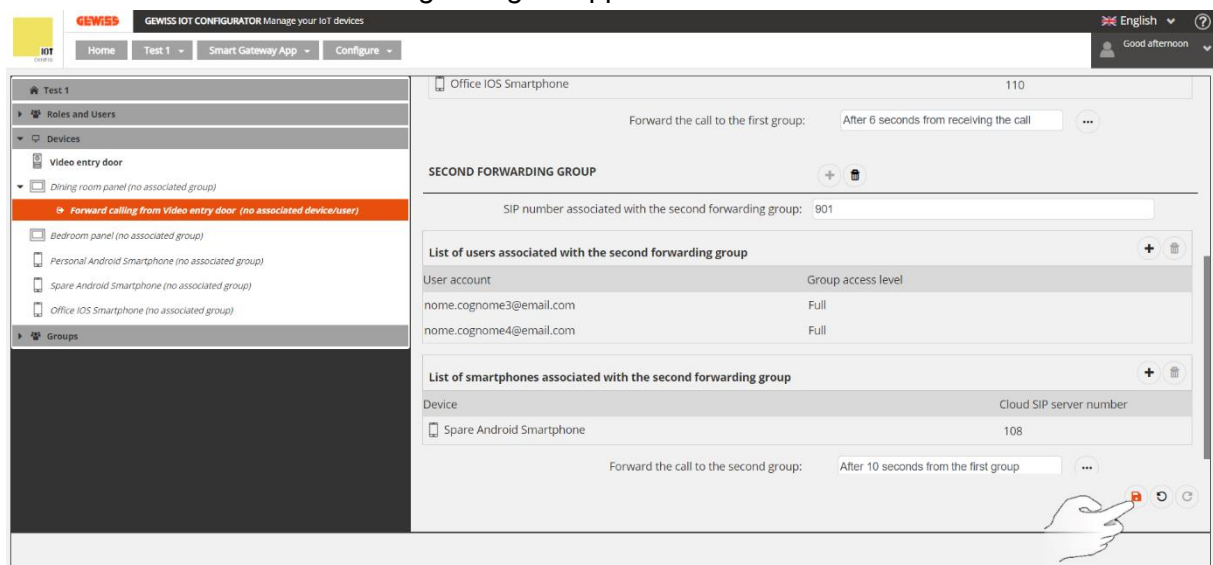 GEWISS GEWISS IOT CONFIGURATOR Manage your IoT devices English ?
IOT Home Test 1 Smart Gateway App Configure Good afternoon
Test 1
Roles and Users
Devices
Video entry door
Dining room panel (no associated group)
Forward calling from Video entry door (no associated device/user)
Bedroom panel (no associated group)
Personal Android Smartphone (no associated group)
Spare Android Smartphone (no associated group)
Office IOS Smartphone (no associated group)
Groups
Office IOS Smartphone 110
Forward the call to the first group: After 6 seconds from receiving the call ...
SECOND FORWARDING GROUP
SIP number associated with the second forwarding group: 901
List of users associated with the second forwarding group
User account Group access level
nome.cognome3@email.com Full
nome.cognome4@email.com Full
List of smartphones associated with the second forwarding group
Device Cloud SIP server number
Spare Android Smartphone 108
Forward the call to the second group: After 10 seconds from the first group ...